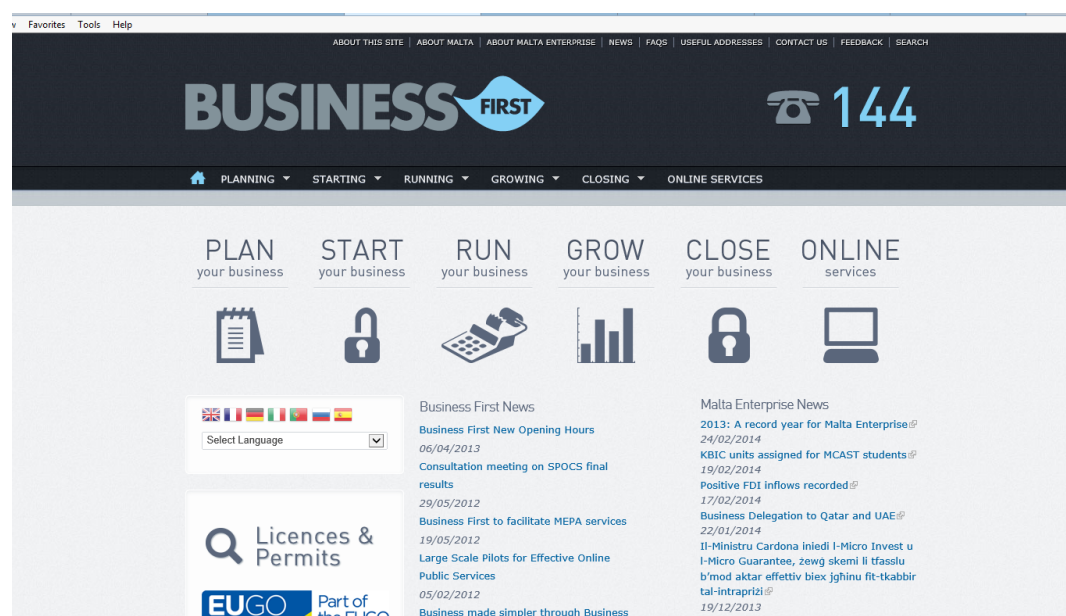 Favorites Tools Help
ABOUT THIS SITE | ABOUT MALTA | ABOUT MALTA ENTERPRISE | NEWS | FAQS | USEFUL ADDRESSES | CONTACT US | FEEDBACK | SEARCH
BUSINESS FIRST
144
PLANNING STARTING RUNNING GROWING CLOSING ONLINE SERVICES
PLAN
your business
START
your business
RUN
your business
GROW
your business
CLOSE
your business
ONLINE
services
Select Language
Licences &
Permits
EUGO
Part of
the EUGO
Business First News
Business First New Opening Hours
06/04/2013
Consultation meeting on SPOCS final
results
29/05/2012
Business First to facilitate MEPA services
19/05/2012
Large Scale Pilots for Effective Online
Public Services
05/02/2012
Business made simpler through Business
Malta Enterprise News
2013: A record year for Malta Enterprise
24/02/2014
KBIC units assigned for MCAST students
19/02/2014
Positive FDI inflows recorded
17/02/2014
Business Delegation to Qatar and UAE
22/01/2014
Il-Ministru Cardona iniedi l-Micro Invest u
l-Micro Guarantee, żewġ skemi li tfasslu
b'mod aktar effettiv biex jgħinu fit-tkabbir
tal-intrapriżi
19/12/2013